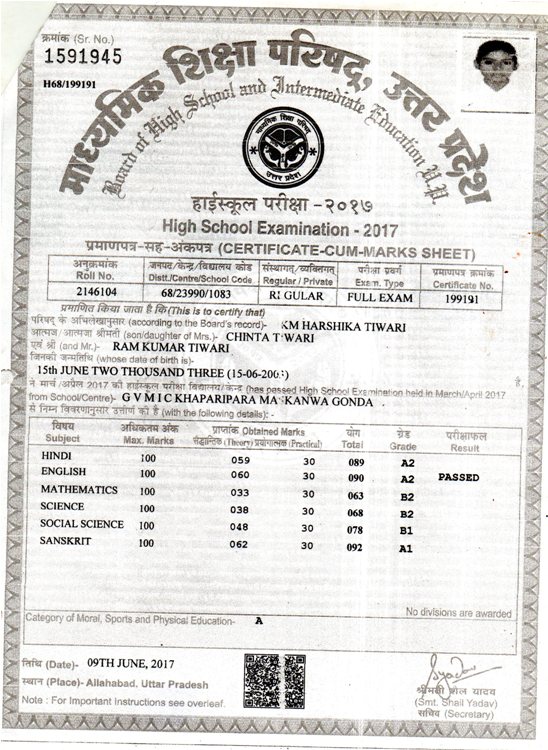 क्रमांक (Sr. No.)
1591945
H68/199191
माध्यमिक शिक्षा परिषद, उत्तर प्रदेश
Board of High School and Intermediate Education U.P.
माध्यमिक शिक्षा परिषद
उत्तर प्रदेश
हाईस्कूल परीक्षा -२०१७
High School Examination - 2017
प्रमाणपत्र-सह-अंकपत्र (CERTIFICATE-CUM-MARKS SHEET)
अनुक्रमांक जनपद/केन्द्र/विद्यालय कोड संस्थागत/व्यक्तिगत परीक्षा प्रवर्ग प्रमाणपत्र क्रमांक
Roll No. Distt./Centre/School Code Regular / Private Exam. Type Certificate No.
2146104 68/23990/1083 RI GULAR FULL EXAM 199191
प्रमाणित किया जाता है कि (This is to certify that)
परिषद के अभिलेखानुसार (according to the Board's record)- KM HARSHIKA TIWARI
आत्मज/आत्मजा श्रीमती (son/daughter of Mrs.)- CHINTA T WARI
एवं श्री (and Mr.)- RAM KUMAR TIWARI
जिनकी जन्मतिथि (whose date of birth is)-
15th JUNE TWO THOUSAND THREE (15-06-2003) है,
ने मार्च/अप्रैल 2017 की हाईस्कूल परीक्षा विद्यालय/केन्द्र (has passed High School Examination held in March/April 2017
from School/Centre)- G V M I C KHAPARIPARA MA KANWA GONDA
से निम्न विवरणानुसार उत्तीर्ण की है (with the following details): -
विषय अधिकतम अंक प्राप्तांक Obtained Marks योग ग्रेड परीक्षाफल
Subject Max. Marks सैद्धान्तिक (Theory) प्रयोगात्मक (Practical) Total Grade Result
HINDI 100 059 30 089 A2
ENGLISH 100 060 30 090 A2 PASSED
MATHEMATICS 100 033 30 063 B2
SCIENCE 100 038 30 068 B2
SOCIAL SCIENCE 100 048 30 078 B1
SANSKRIT 100 062 30 092 A1
No divisions are awarded
Category of Moral, Sports and Physical Education- A
तिथि (Date)- 09TH JUNE, 2017
स्थान (Place)- Allahabad, Uttar Pradesh
Note : For Important Instructions see overleaf.
श्रीमती शैल यादव
(Smt. Shail Yadav)
सचिव (Secretary)